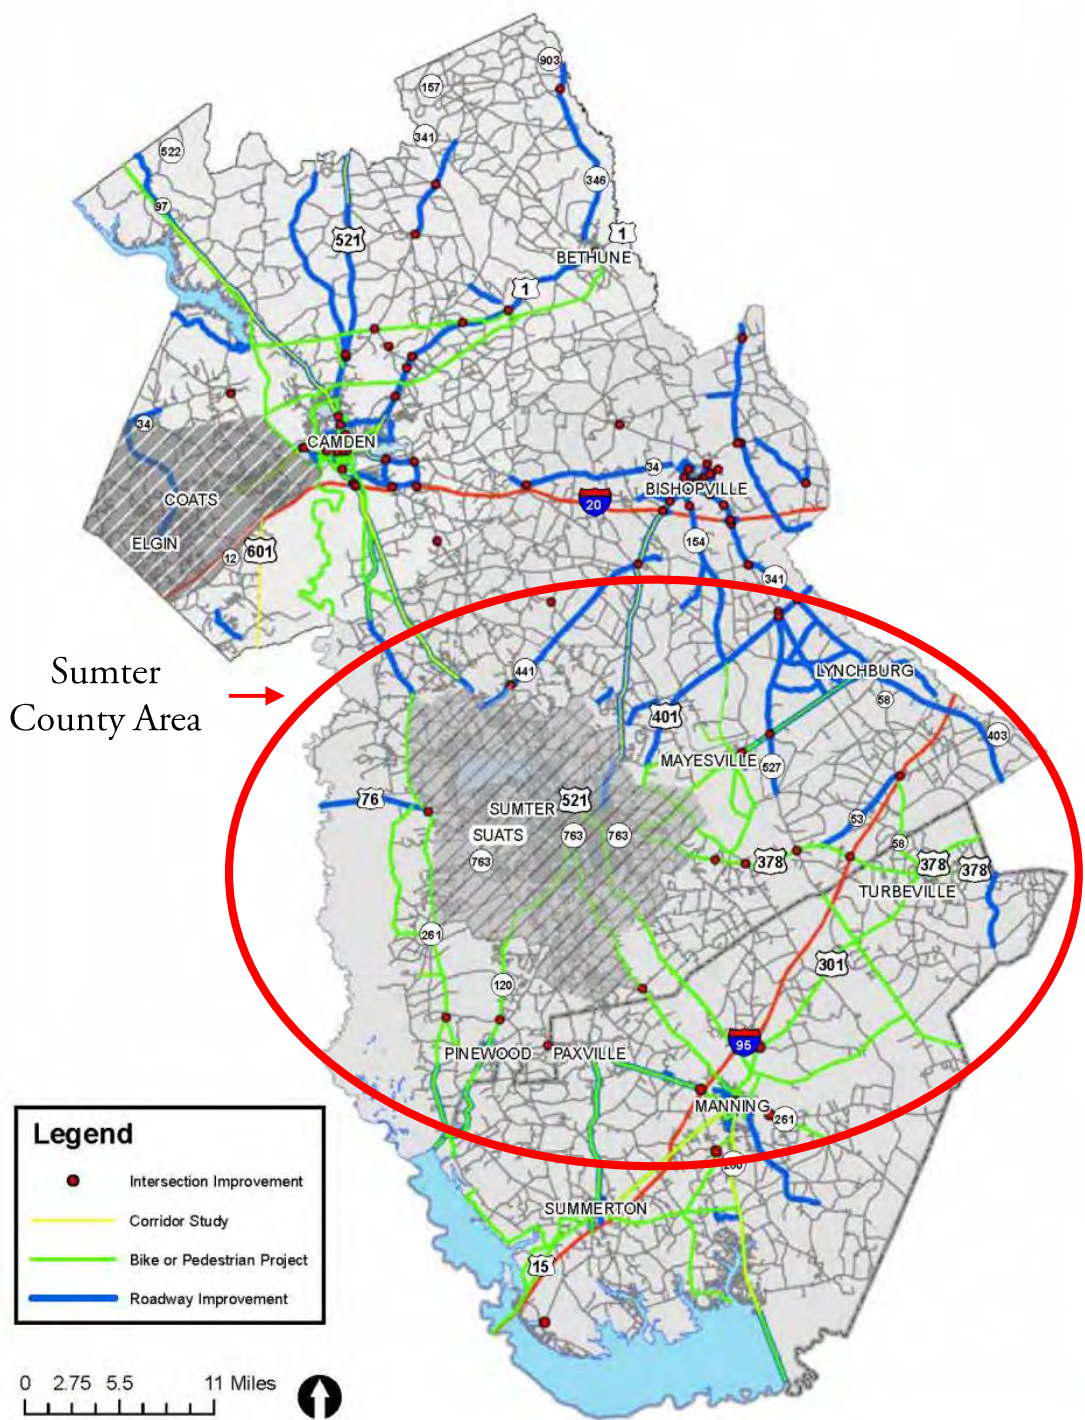 903
157
341
522
346
97
1
521
BETHUNE
1
34
CAMDEN
34
COATS
BISHOPVILLE
20
ELGIN
12
601
154
341
Sumter
County Area
441
LYNCHBURG
58
401
403
MAYESVILLE
527
76
SUMTER
521
53
SUATS
763
763
763
58
378
378
378
TURBEVILLE
261
301
120
95
PINEWOOD
PAXVILLE
MANNING
261
260
SUMMERTON
15
Legend
Intersection Improvement
Corridor Study
Bike or Pedestrian Project
Roadway Improvement
0 2.75 5.5 11 Miles